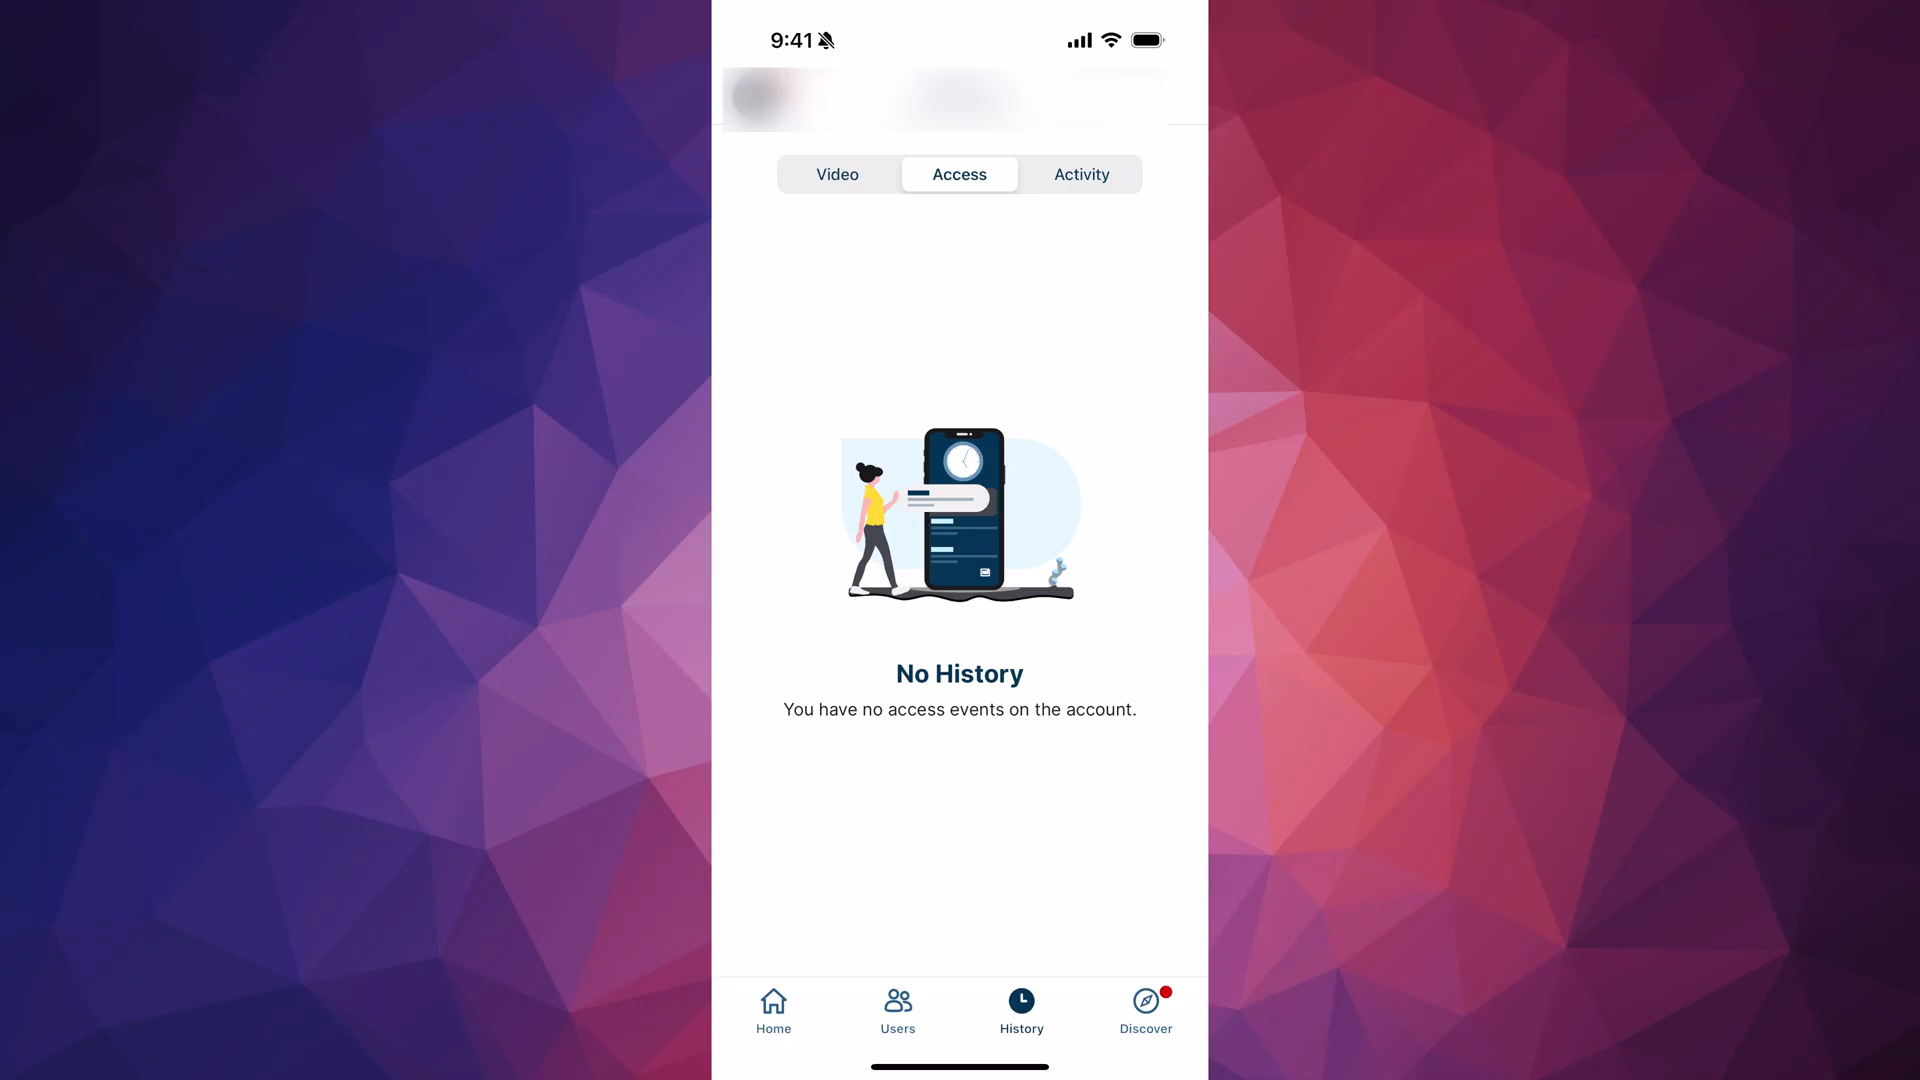 9:41
Video Access Activity
No History
You have no access events on the account.
Home Users History Discover